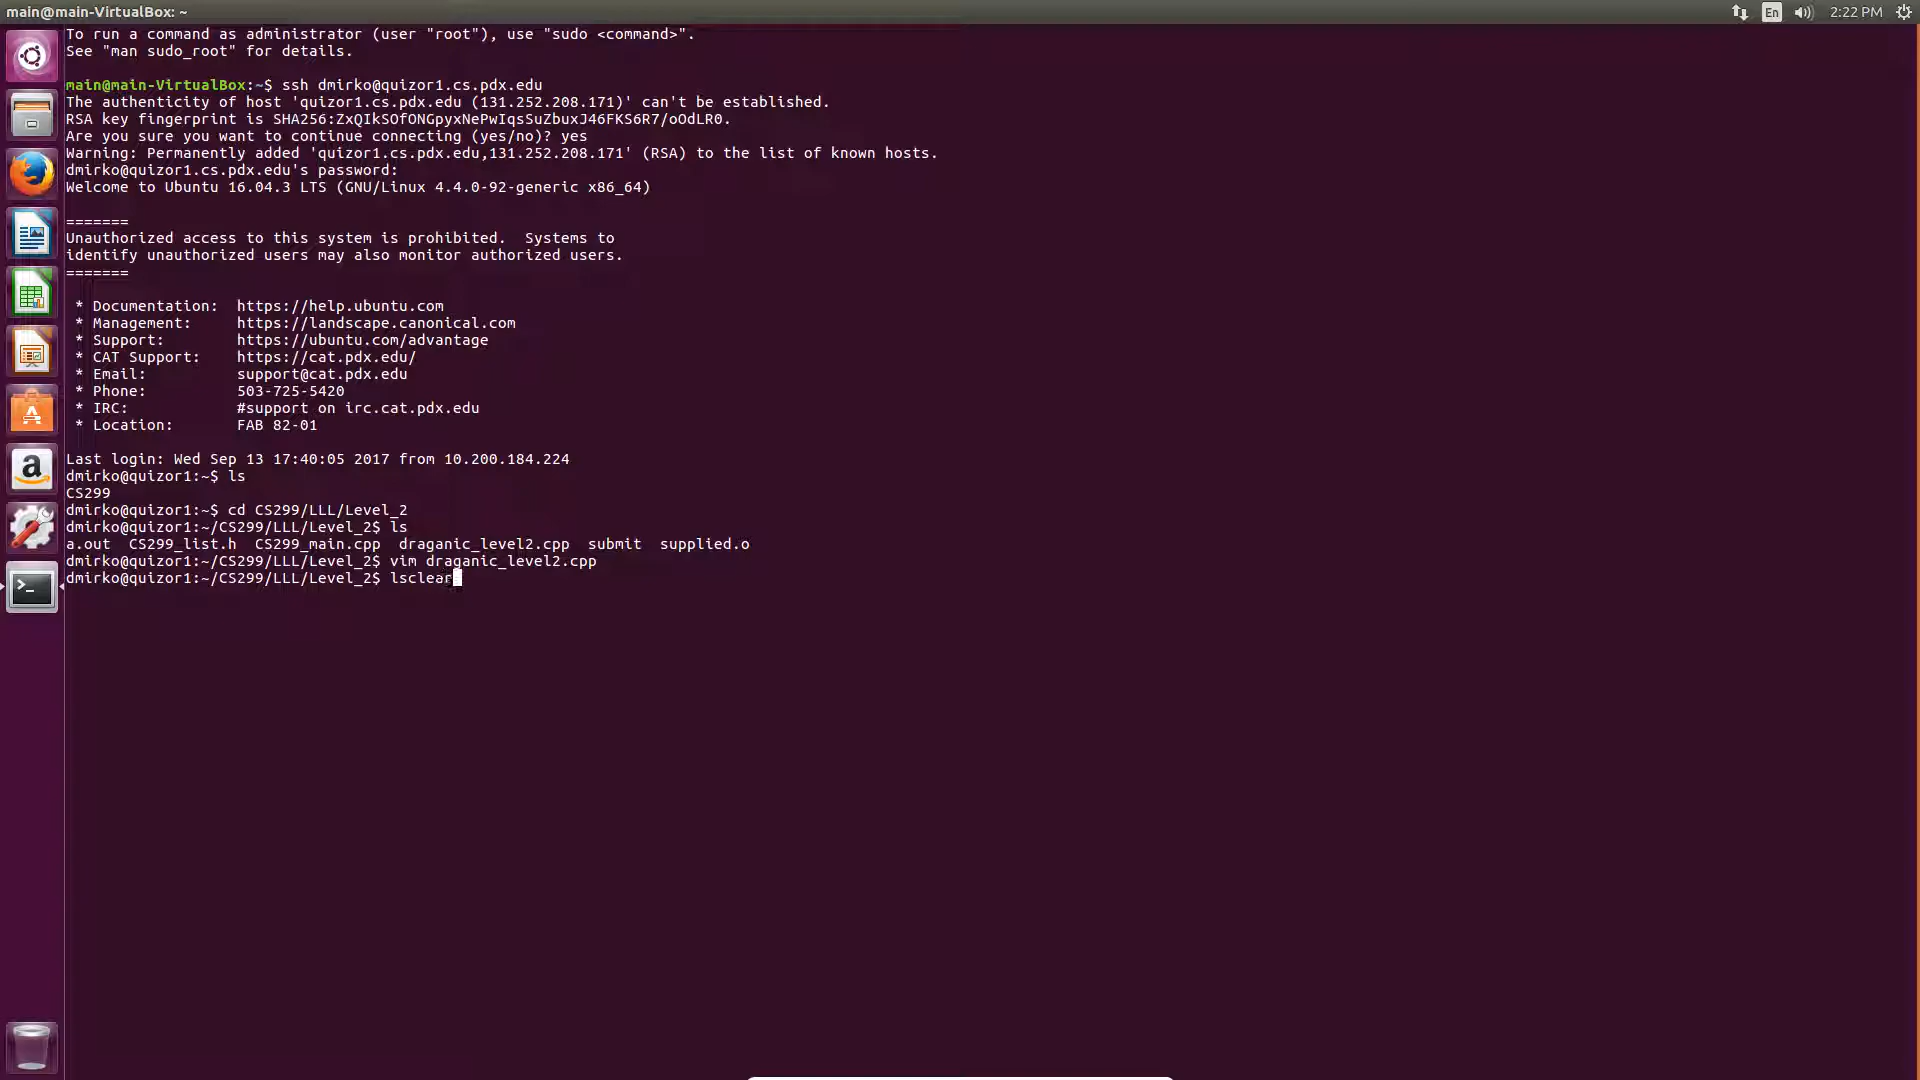 main@main-VirtualBox: ~
En
2:22 PM
To run a command as administrator (user "root"), use "sudo <command>".
See "man sudo_root" for details.
main@main-VirtualBox:~$ ssh dmirko@quizor1.cs.pdx.edu
The authenticity of host 'quizor1.cs.pdx.edu (131.252.208.171)' can't be established.
RSA key fingerprint is SHA256:ZxQIkSOfONGpyxNePwIqsSuZbuxJ46FKS6R7/oOdLR0.
Are you sure you want to continue connecting (yes/no)? yes
Warning: Permanently added 'quizor1.cs.pdx.edu,131.252.208.171' (RSA) to the list of known hosts.
dmirko@quizor1.cs.pdx.edu's password:
Welcome to Ubuntu 16.04.3 LTS (GNU/Linux 4.4.0-92-generic x86_64)
=======
Unauthorized access to this system is prohibited.  Systems to
identify unauthorized users may also monitor authorized users.
=======
* Documentation:  https://help.ubuntu.com
* Management:     https://landscape.canonical.com
* Support:        https://ubuntu.com/advantage
* CAT Support:    https://cat.pdx.edu/
* Email:          support@cat.pdx.edu
* Phone:          503-725-5420
* IRC:            #support on irc.cat.pdx.edu
* Location:       FAB 82-01
Last login: Wed Sep 13 17:40:05 2017 from 10.200.184.224
dmirko@quizor1:~$ ls
CS299
dmirko@quizor1:~$ cd CS299/LLL/Level_2
dmirko@quizor1:~/CS299/LLL/Level_2$ ls
a.out  CS299_list.h  CS299_main.cpp  draganic_level2.cpp  submit  supplied.o
dmirko@quizor1:~/CS299/LLL/Level_2$ vim draganic_level2.cpp
dmirko@quizor1:~/CS299/LLL/Level_2$ lsclear